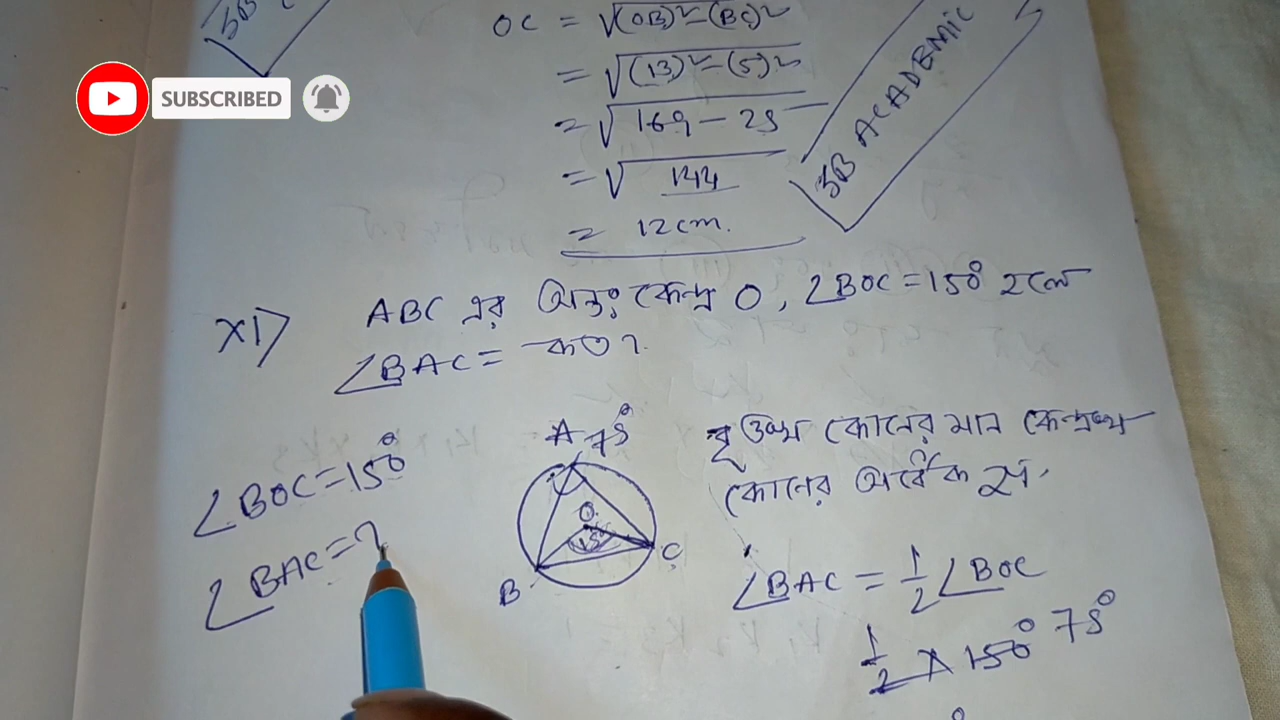 OC = √(OB)²-(BC)²
= √(13)²-(5)²
= √169 - 25
= √144
= 12cm.
SUBSCRIBED
3B ACADEMIC
XI> ABC এর অন্তঃ কেন্দ্র O, ∠BOC = 150° হলে
∠BAC = কত ?
∠BOC = 150°
∠BAC = ?
A 75°
O
150
B
C
বৃত্তস্থ কোনের মান কেন্দ্রস্থ
কোনের অর্ধেক হয়.
∠BAC = 1/2 ∠BOC
1/2 × 150° 75°